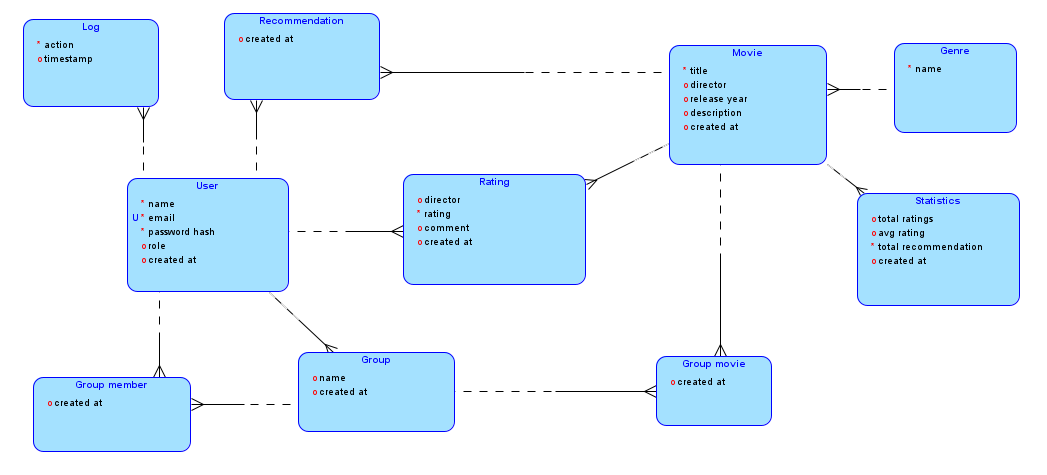 Log
* action
o timestamp
Recommendation
o created at
Movie
* title
o director
o release year
o description
o created at
Genre
* name
User
* name
U * email
* password hash
o role
o created at
Rating
o director
* rating
o comment
o created at
Statistics
o total ratings
o avg rating
* total recommendation
o created at
Group member
o created at
Group
o name
o created at
Group movie
o created at